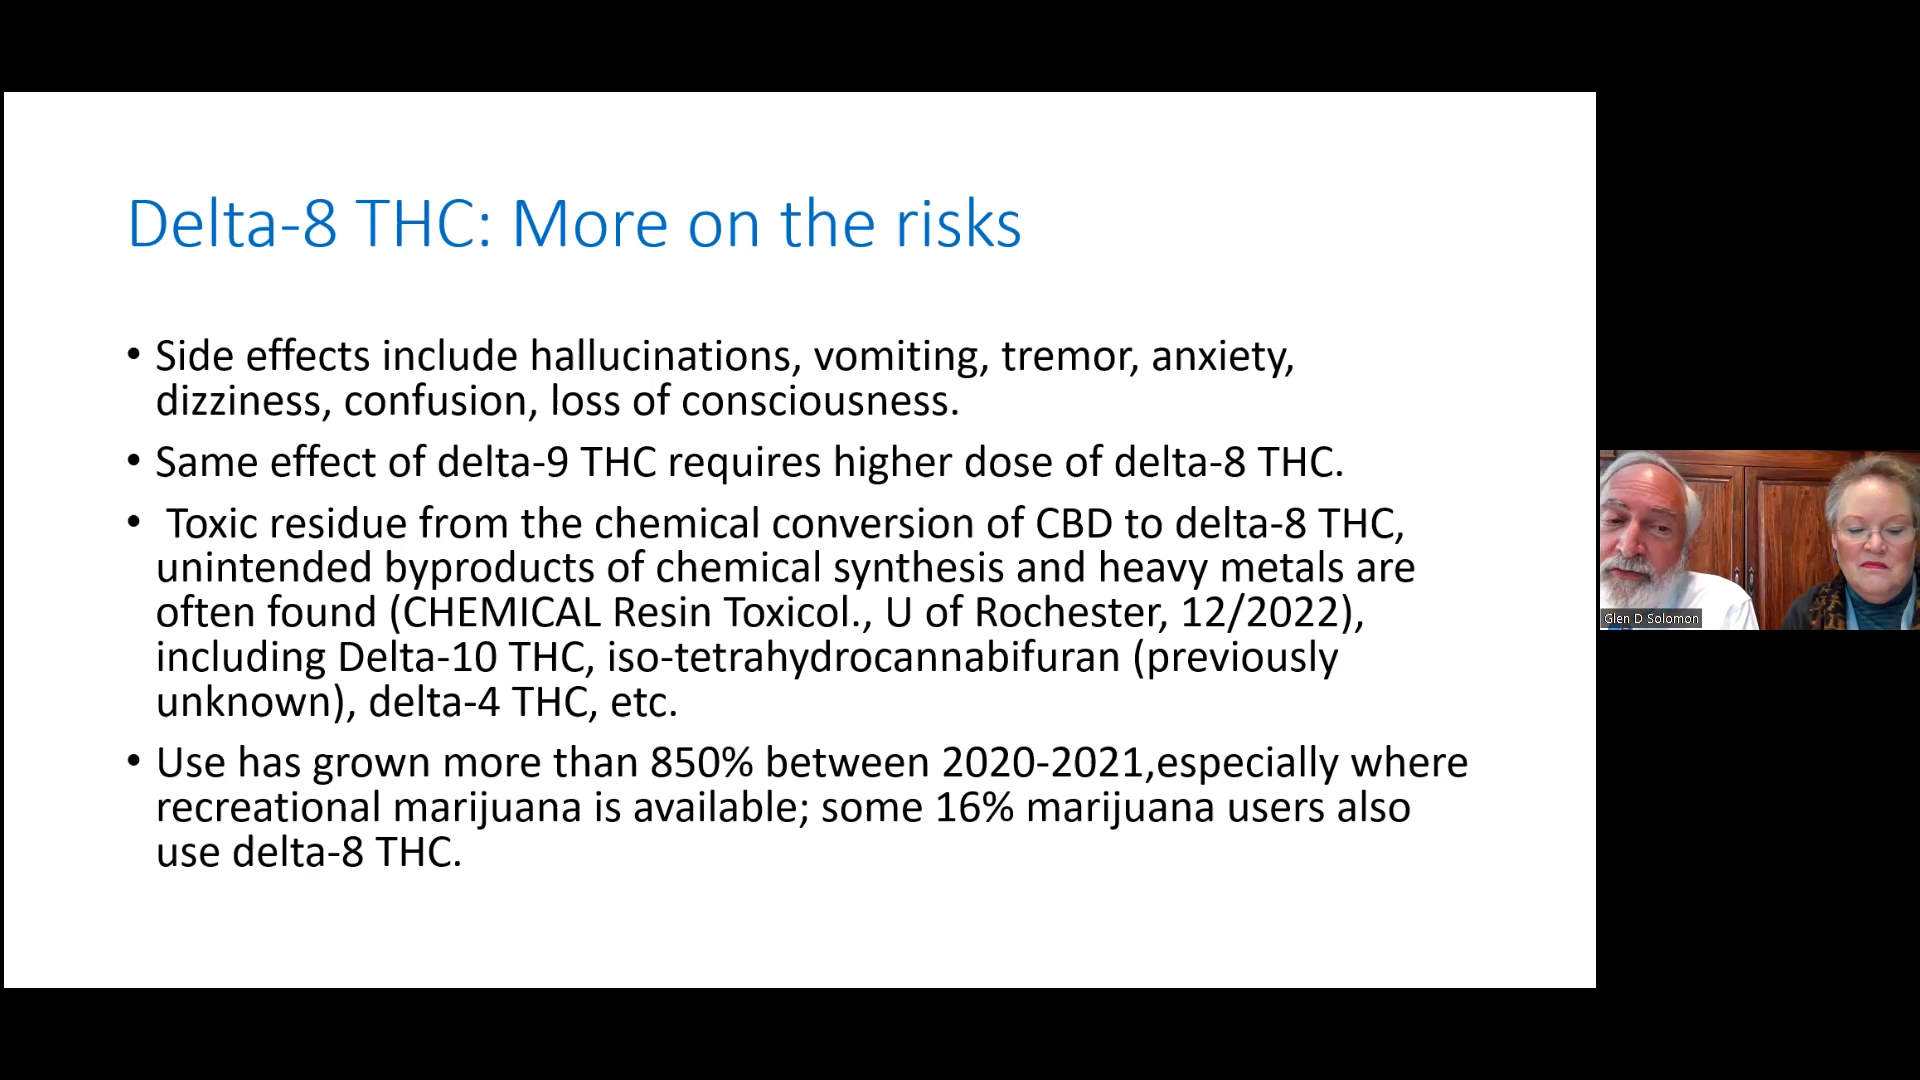 Delta-8 THC: More on the risks
• Side effects include hallucinations, vomiting, tremor, anxiety,
dizziness, confusion, loss of consciousness.
• Same effect of delta-9 THC requires higher dose of delta-8 THC.
• Toxic residue from the chemical conversion of CBD to delta-8 THC,
unintended byproducts of chemical synthesis and heavy metals are
often found (CHEMICAL Resin Toxicol., U of Rochester, 12/2022),
including Delta-10 THC, iso-tetrahydrocannabifuran (previously
unknown), delta-4 THC, etc.
• Use has grown more than 850% between 2020-2021,especially where
recreational marijuana is available; some 16% marijuana users also
use delta-8 THC.
Glen D Solomon